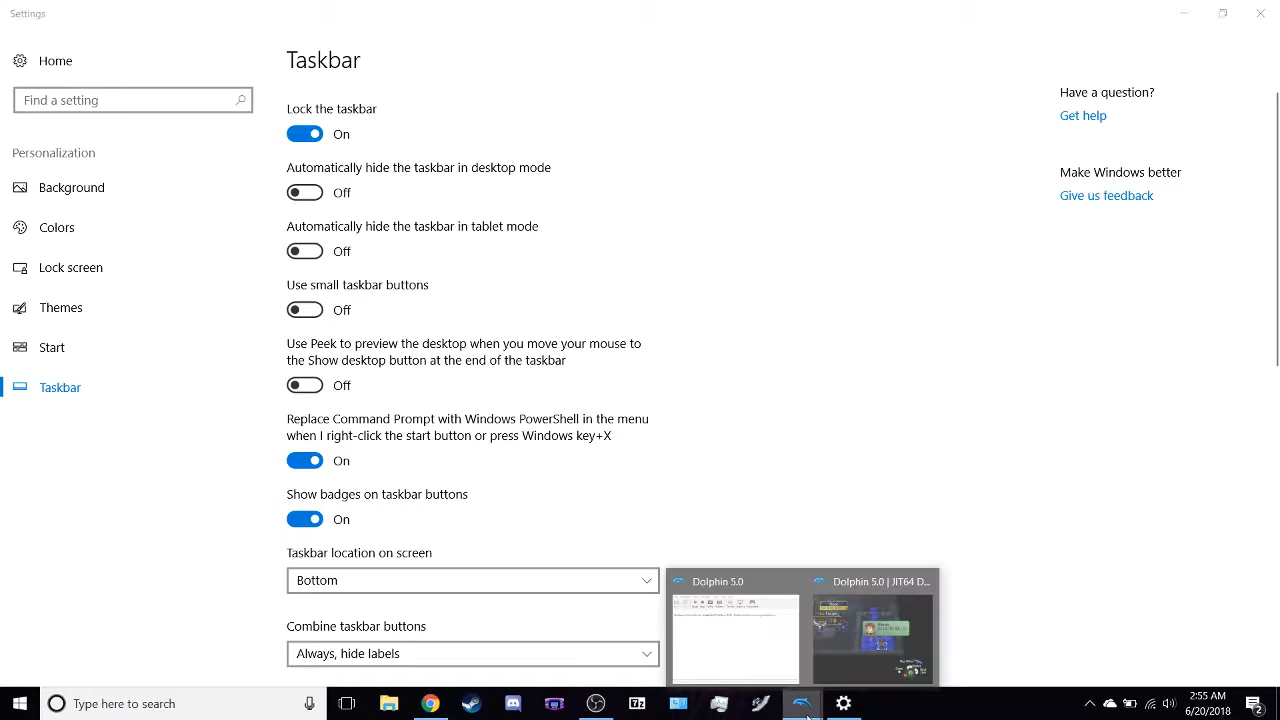 Settings
Home
Find a setting
Personalization
Background
Colors
Lock screen
Themes
Start
Taskbar
Taskbar
Lock the taskbar
On
Automatically hide the taskbar in desktop mode
Off
Automatically hide the taskbar in tablet mode
Off
Use small taskbar buttons
Off
Use Peek to preview the desktop when you move your mouse to
the Show desktop button at the end of the taskbar
Off
Replace Command Prompt with Windows PowerShell in the menu
when I right-click the start button or press Windows key+X
On
Show badges on taskbar buttons
On
Taskbar location on screen
Bottom
Combine taskbar buttons
Always, hide labels
Have a question?
Get help
Make Windows better
Give us feedback
Dolphin 5.0
Dolphin 5.0 | JIT64 D...
Type here to search
2:55 AM
6/20/2018
2